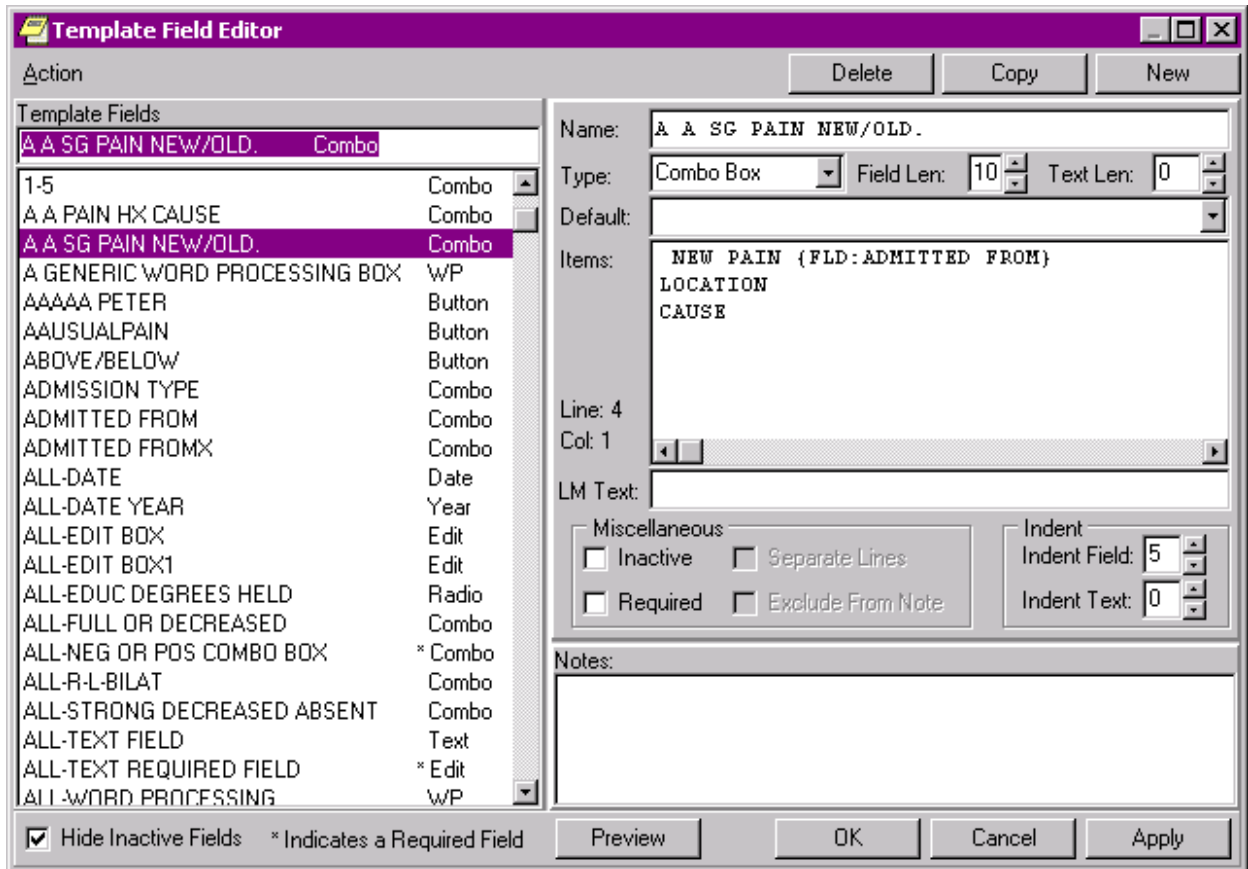 Template Field Editor
Action Delete Copy New
Template Fields
A A SG PAIN NEW/OLD. Combo
1-5 Combo
A A PAIN HX CAUSE Combo
A A SG PAIN NEW/OLD. Combo
A GENERIC WORD PROCESSING BOX WP
AAAAA PETER Button
AAUSUALPAIN Button
ABOVE/BELOW Button
ADMISSION TYPE Combo
ADMITTED FROM Combo
ADMITTED FROMX Combo
ALL-DATE Date
ALL-DATE YEAR Year
ALL-EDIT BOX Edit
ALL-EDIT BOX1 Edit
ALL-EDUC DEGREES HELD Radio
ALL-FULL OR DECREASED Combo
ALL-NEG OR POS COMBO BOX * Combo
ALL-R-L-BILAT Combo
ALL-STRONG DECREASED ABSENT Combo
ALL-TEXT FIELD Text
ALL-TEXT REQUIRED FIELD * Edit
ALL-WORD PROCESSING WP
Name: A A SG PAIN NEW/OLD.
Type: Combo Box Field Len: 10 Text Len: 0
Default:
Items: NEW PAIN {FLD:ADMITTED FROM}
LOCATION
CAUSE
Line: 4
Col: 1
LM Text:
Miscellaneous
Inactive Separate Lines
Required Exclude From Note
Indent
Indent Field: 5
Indent Text: 0
Notes:
Hide Inactive Fields * Indicates a Required Field Preview OK Cancel Apply